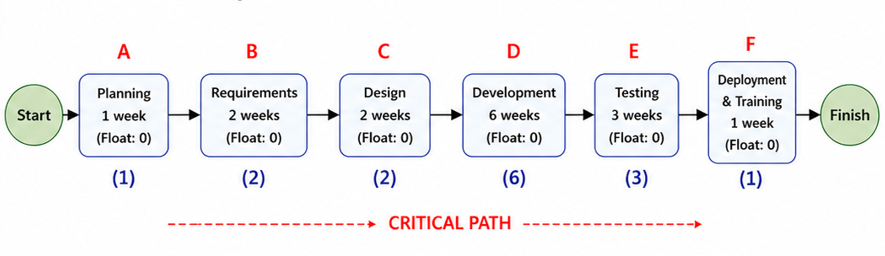 A
B
C
D
E
F
Start
Planning
1 week
(Float: 0)
Requirements
2 weeks
(Float: 0)
Design
2 weeks
(Float: 0)
Development
6 weeks
(Float: 0)
Testing
3 weeks
(Float: 0)
Deployment
& Training
1 week
(Float: 0)
Finish
(1)
(2)
(2)
(6)
(3)
(1)
CRITICAL PATH